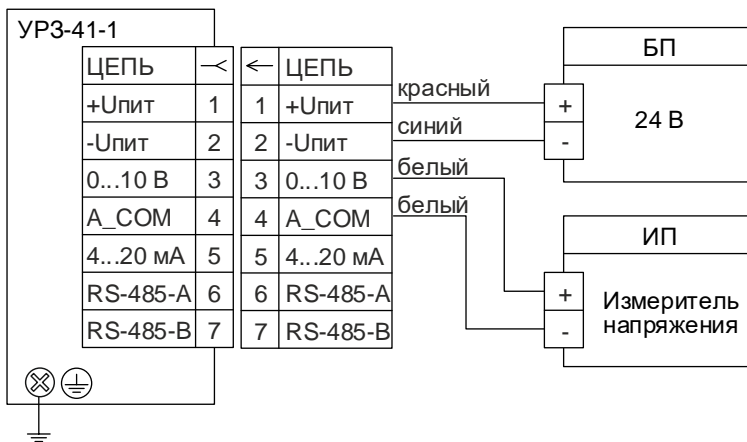 УРЗ-41-1
ЦЕПЬ ЦЕПЬ
+Uпит 1 1 +Uпит красный
-Uпит 2 2 -Uпит синий
0...10 В 3 3 0...10 В белый
A_COM 4 4 A_COM белый
4...20 мА 5 5 4...20 мА
RS-485-A 6 6 RS-485-A
RS-485-B 7 7 RS-485-B
БП
+ 24 В
-
ИП
+ Измеритель
- напряжения